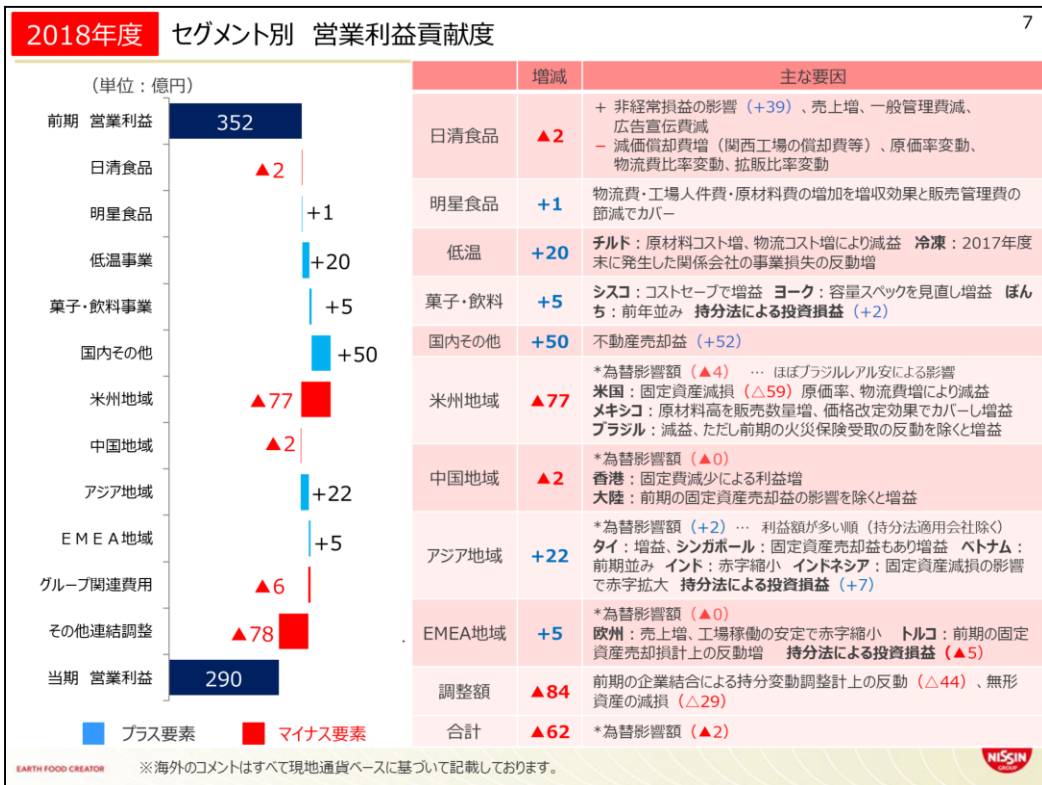 2018年度 セグメント別 営業利益貢献度
7
(単位:億円)
前期 営業利益
352
日清食品
▲2
明星食品
+1
低温事業
+20
菓子・飲料事業
+5
国内その他
+50
米州地域
▲77
中国地域
▲2
アジア地域
+22
EMEA地域
+5
グループ関連費用
▲6
その他連結調整
▲78
当期 営業利益
290
プラス要素
マイナス要素
増減
主な要因
日清食品
▲2
+ 非経常損益の影響(+39)、売上増、一般管理費減、
広告宣伝費減
− 減価償却費増(関西工場の償却費等)、原価率変動、
物流費比率変動、拡販比率変動
明星食品
+1
物流費・工場人件費・原材料費の増加を増収効果と販売管理費の
節減でカバー
低温
+20
チルド:原材料コスト増、物流コスト増により減益 冷凍:2017年度
末に発生した関係会社の事業損失の反動増
菓子・飲料
+5
シスコ:コストセーブで増益 ヨーク:容量スペックを見直し増益 ぼん
ち:前年並み 持分法による投資損益(+2)
国内その他
+50
不動産売却益(+52)
米州地域
▲77
*為替影響額(▲4) … ほぼブラジルレアル安による影響
米国:固定資産減損(△59)原価率、物流費増により減益
メキシコ:原材料高を販売数量増、価格改定効果でカバーし増益
ブラジル:減益、ただし前期の火災保険受取の反動を除くと増益
中国地域
▲2
*為替影響額(▲0)
香港:固定費減少による利益増
大陸:前期の固定資産売却益の影響を除くと増益
アジア地域
+22
*為替影響額(+2)… 利益額が多い順(持分法適用会社除く)
タイ:増益、シンガポール:固定資産売却益もあり増益 ベトナム:
前期並み インド:赤字縮小 インドネシア:固定資産減損の影響
で赤字拡大 持分法による投資損益(+7)
EMEA地域
+5
*為替影響額(▲0)
欧州:売上増、工場稼働の安定で赤字縮小 トルコ:前期の固定
資産売却損計上の反動増 持分法による投資損益(▲5)
調整額
▲84
前期の企業結合による持分変動調整計上の反動(△44)、無形
資産の減損(△29)
合計
▲62
*為替影響額(▲2)
EARTH FOOD CREATOR
※海外のコメントはすべて現地通貨ベースに基づいて記載しております。
NISSIN
GROUP